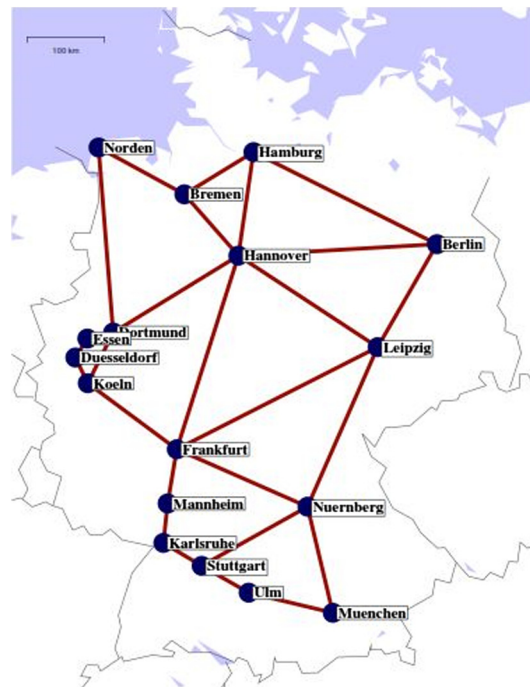 100 km
Norden
Hamburg
Bremen
Hannover
Berlin
Dortmund
Essen
Duesseldorf
Leipzig
Koeln
Frankfurt
Mannheim
Nuernberg
Karlsruhe
Stuttgart
Ulm
Muenchen